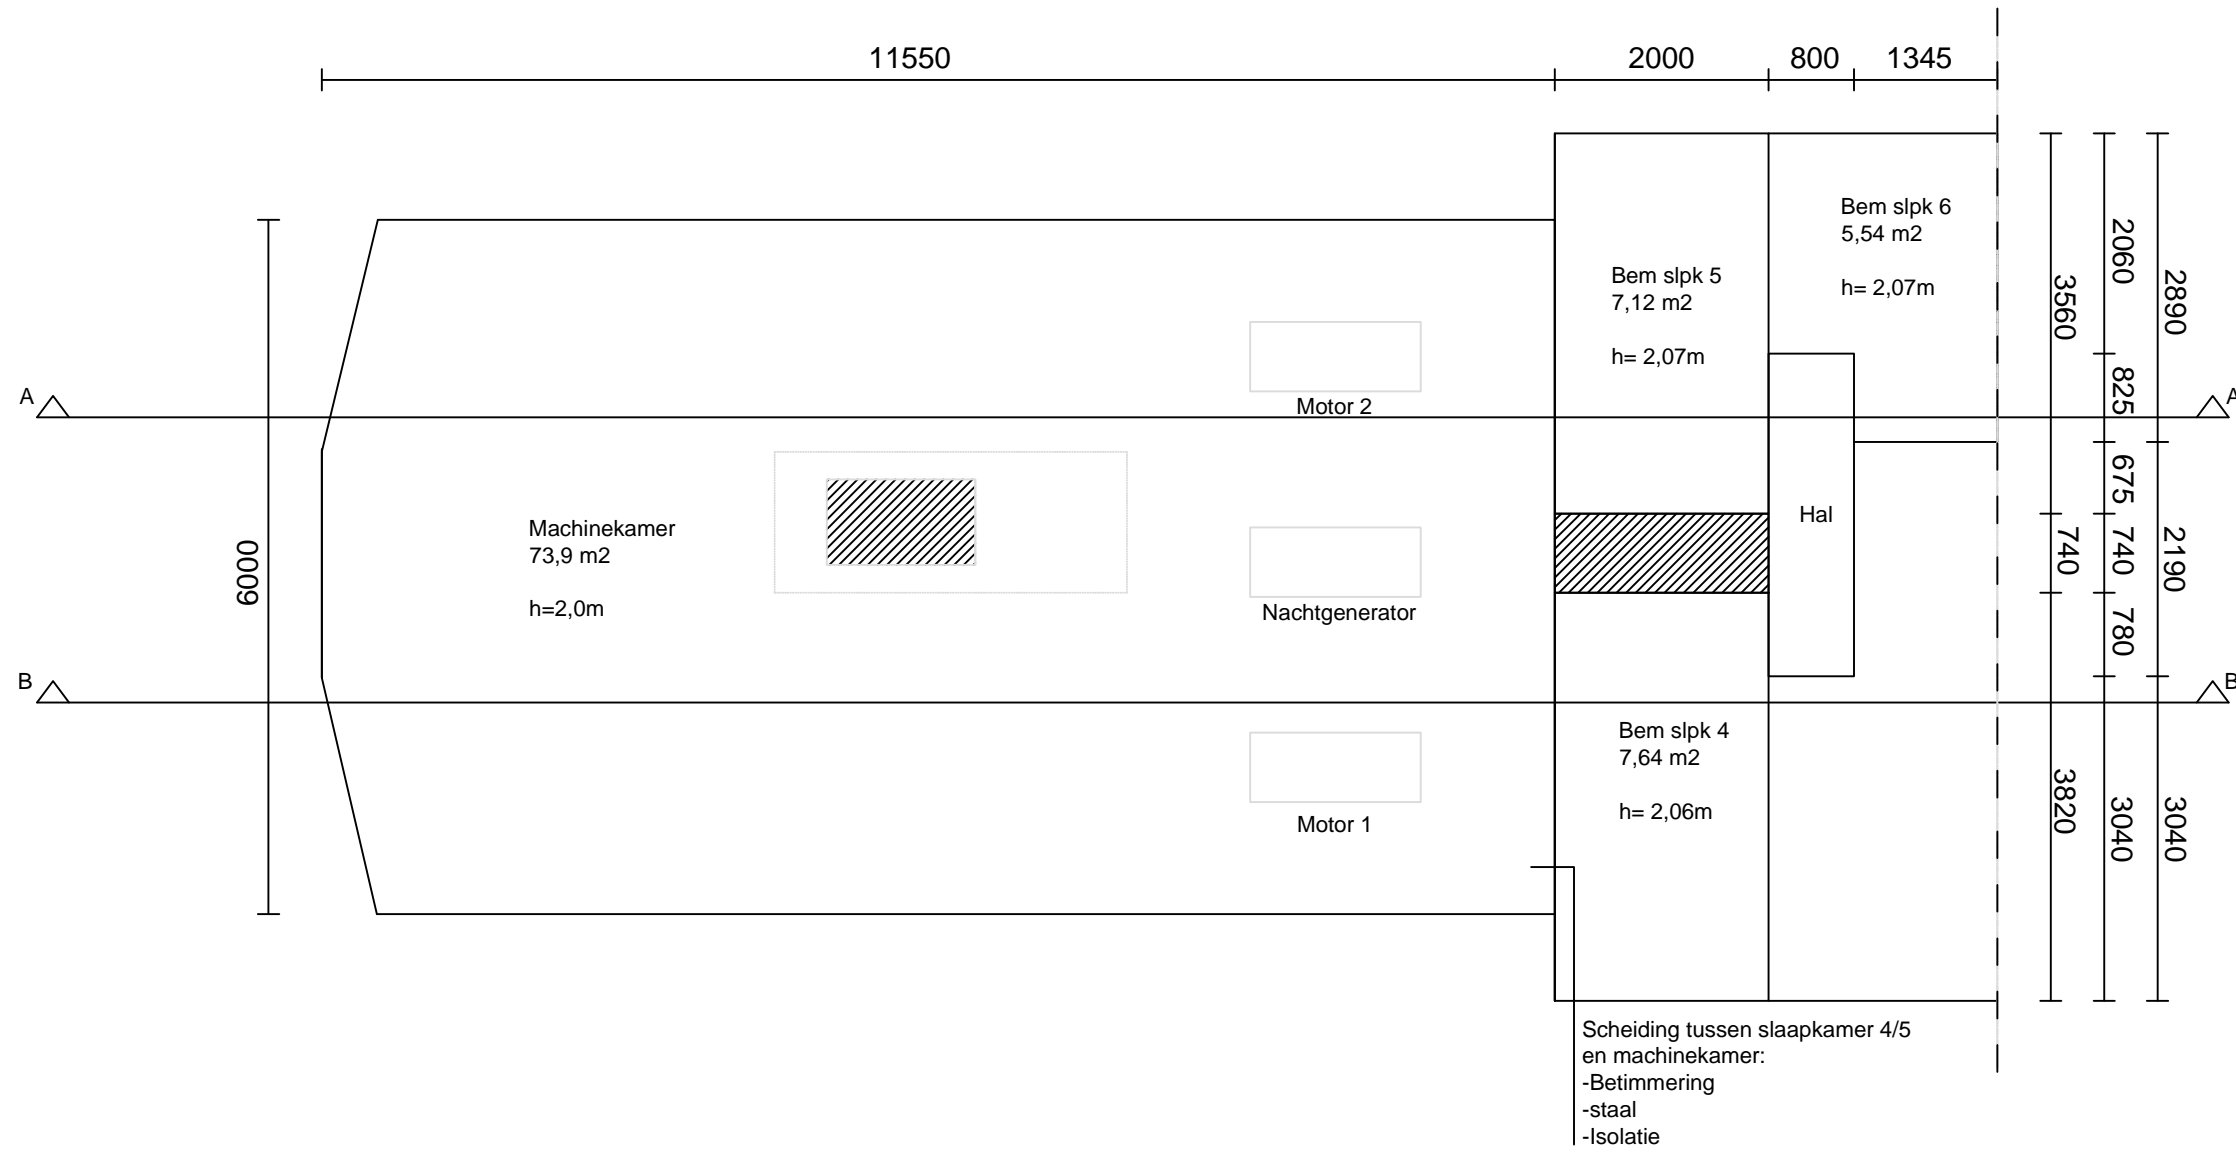 11550
2000
800
1345
Bem slpk 6
5,54 m2
h= 2,07m
Bem slpk 5
7,12 m2
h= 2,07m
2060
2890
3560
825
A
A
Motor 2
675
Hal
Machinekamer
73,9 m2
h=2,0m
6000
740
740
2190
Nachtgenerator
780
B
B
Bem slpk 4
7,64 m2
h= 2,06m
Motor 1
3820
3040
3040
Scheiding tussen slaapkamer 4/5
en machinekamer:
-Betimmering
-staal
-Isolatie